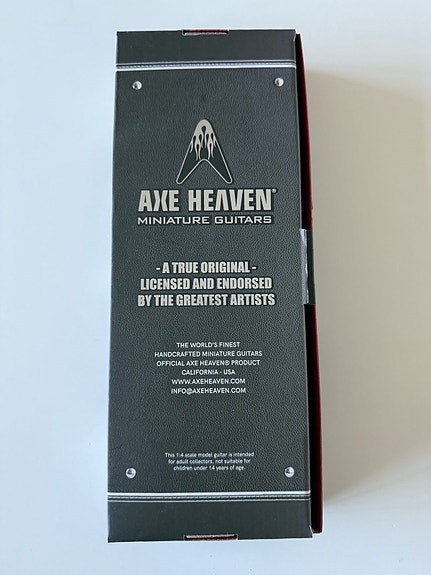 AXE HEAVEN®
MINIATURE GUITARS
- A TRUE ORIGINAL -
LICENSED AND ENDORSED
BY THE GREATEST ARTISTS
THE WORLD'S FINEST
HANDCRAFTED MINIATURE GUITARS
OFFICIAL AXE HEAVEN® PRODUCT
CALIFORNIA - USA
WWW.AXEHEAVEN.COM
INFO@AXEHEAVEN.COM
This 1:4 scale model guitar is intended
for adult collectors, not suitable for
children under 14 years of age.